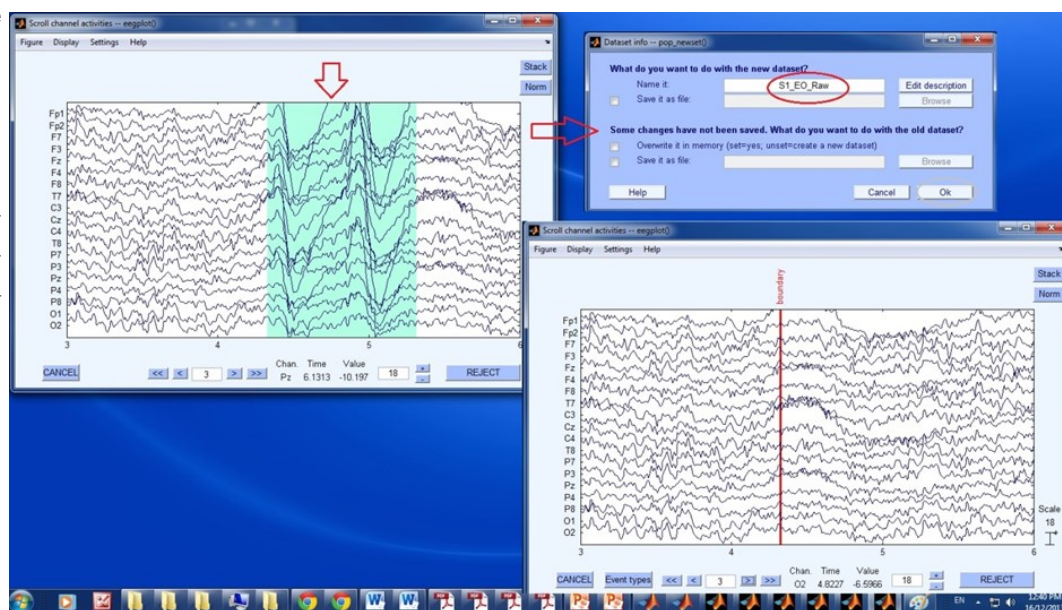 Scroll channel activities -- eegplot()
Figure Display Settings Help
Stack
Norm
Fp1
Fp2
F7
F3
Fz
F4
F8
T7
C3
Cz
C4
T8
P7
P3
Pz
P4
P8
O1
O2
3 4 5 6
CANCEL << < 3 > >> Chan. Time Value 18 + - REJECT
Pz 6.1313 -10.197
Dataset info -- pop_newset()
What do you want to do with the new dataset?
Name it: S1_EO_Raw Edit description
Save it as file: Browse
Some changes have not been saved. What do you want to do with the old dataset?
Overwrite it in memory (set=yes; unset=create a new dataset)
Save it as file: Browse
Help Cancel Ok
Scroll channel activities -- eegplot()
Figure Display Settings Help
Stack
Norm
boundary
Fp1
Fp2
F7
F3
Fz
F4
F8
T7
C3
Cz
C4
T8
P7
P3
Pz
P4
P8
O1
O2
Scale
18
3 4 5 6
CANCEL Event types << < 3 > >> Chan. Time Value 18 + - REJECT
O2 4.8227 -6.5966
EN
12:40